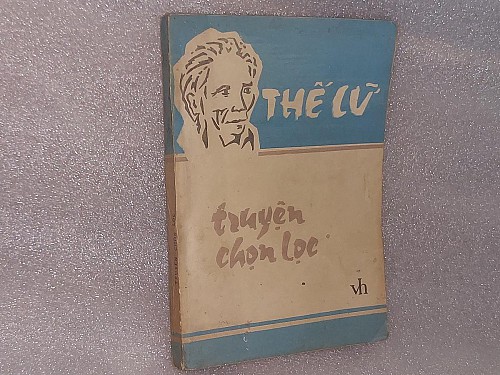 THẾ LỮ
truyện
chọn lọc
vh